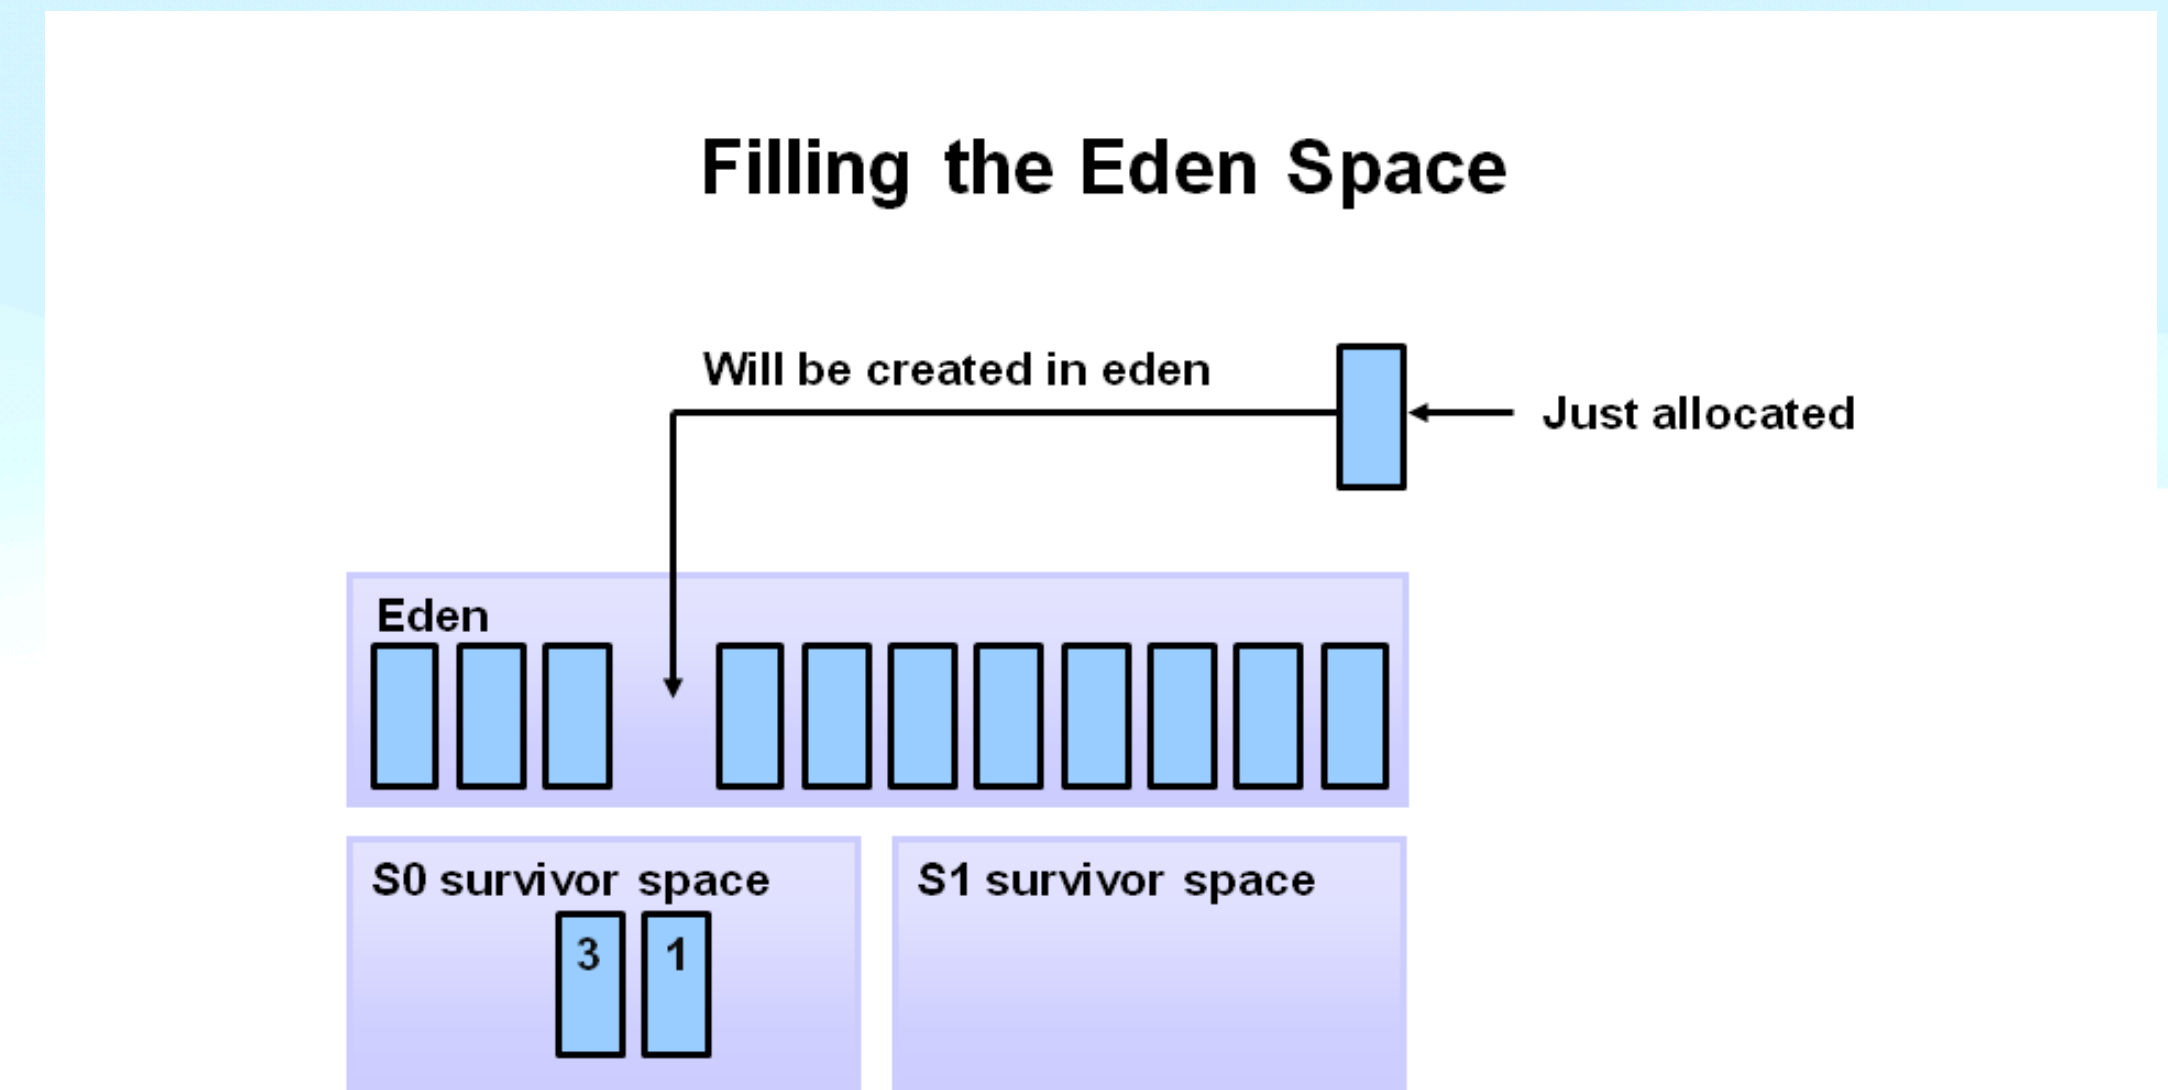 Filling the Eden Space
Will be created in eden
Just allocated
Eden
S0 survivor space
S1 survivor space
3 1